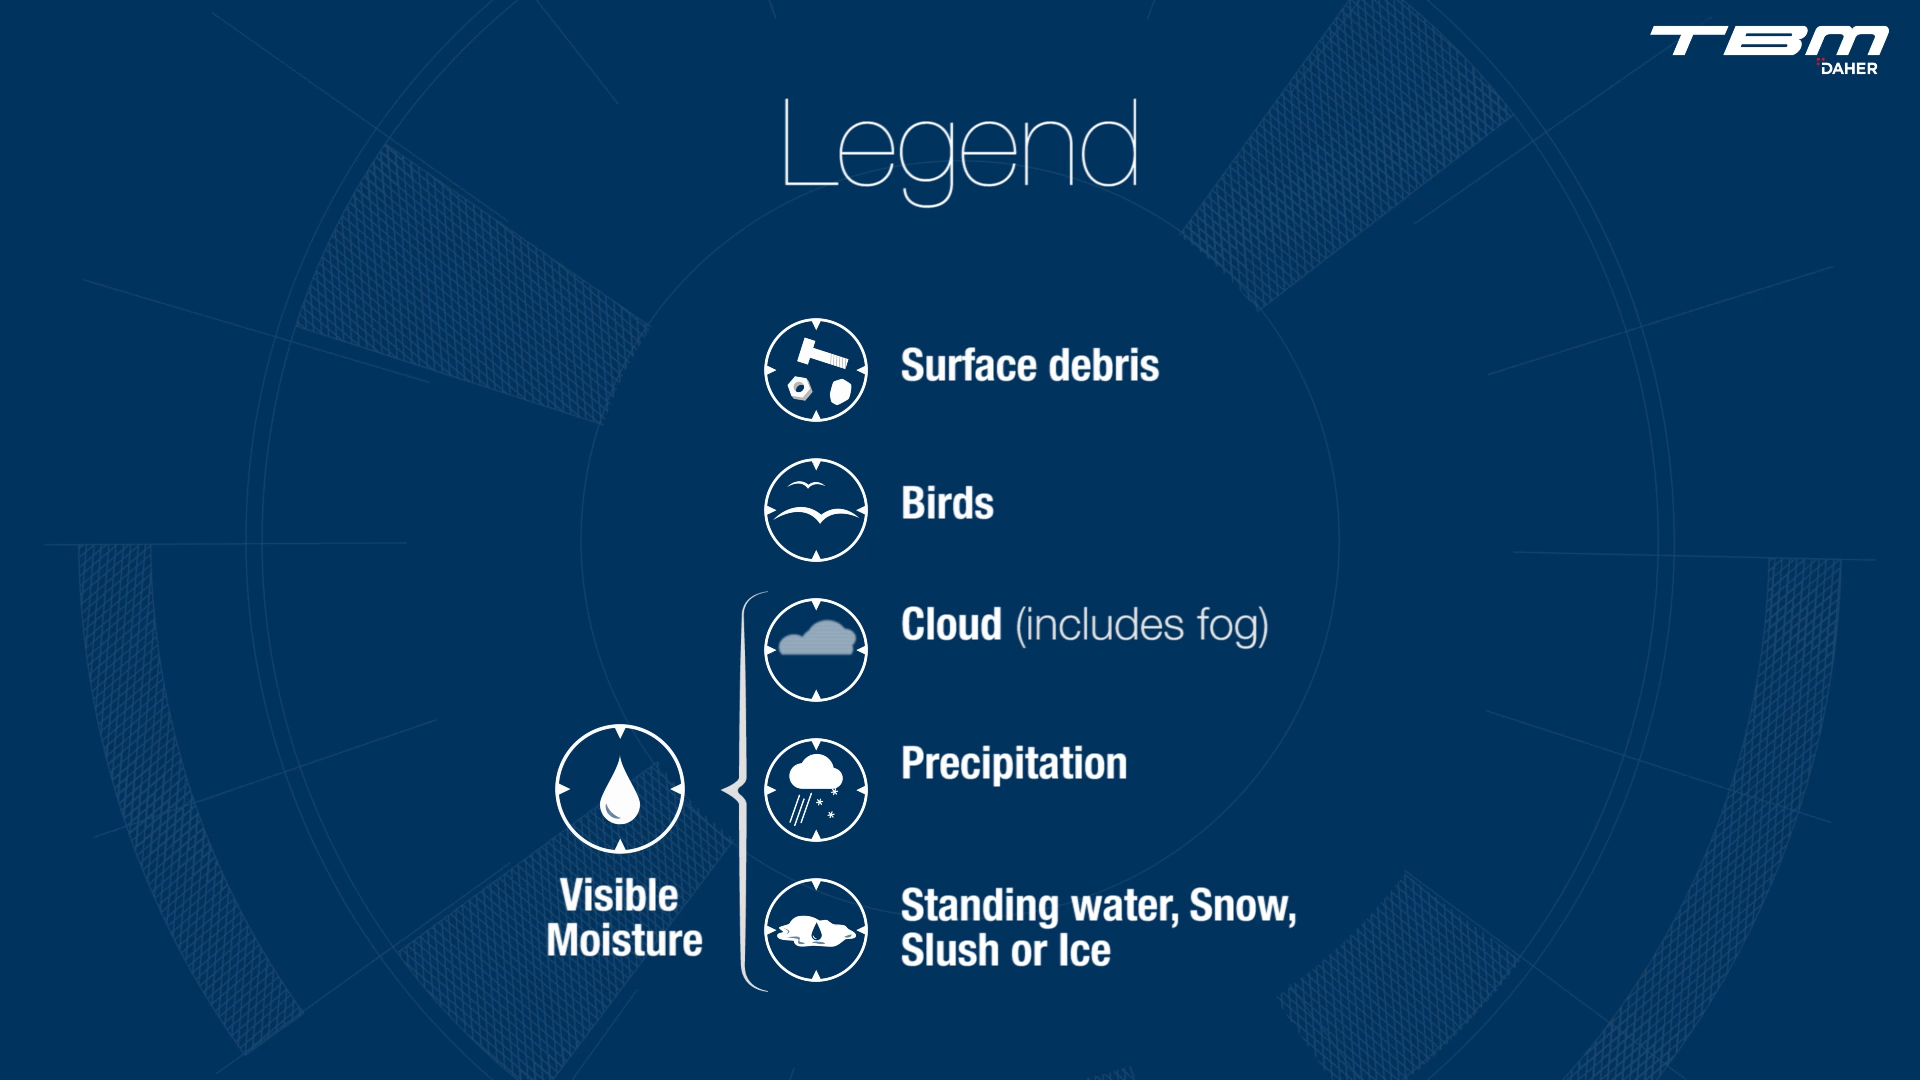 TBM
DAHER
Legend
Surface debris
Birds
Cloud (includes fog)
Precipitation
Visible
Moisture
Standing water, Snow,
Slush or Ice